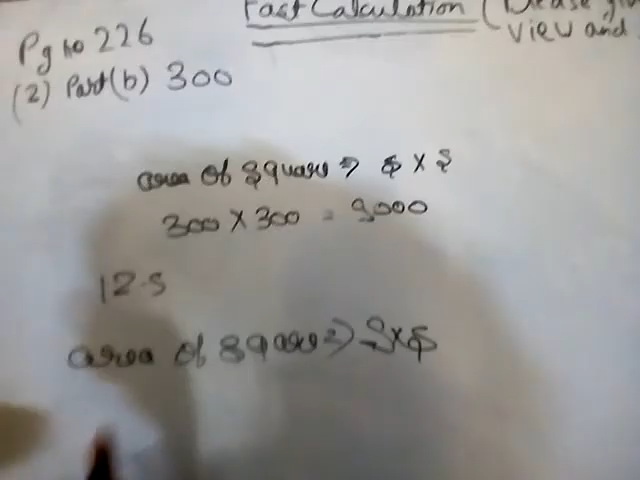 Fast Calculation (Please
view and
Pg no 226
(2) Part(b) 300
area of square ⇒ s × s
300 × 300 = 9000
12.5
area of square ⇒ s×s